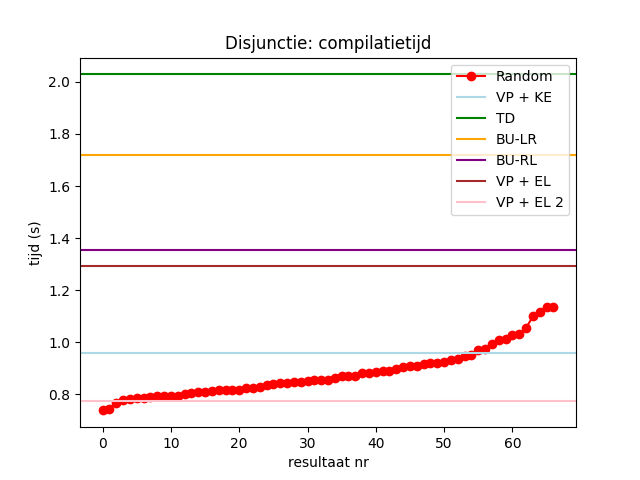 Disjunctie: compilatietijd
tijd (s)
2.0
1.8
1.6
1.4
1.2
1.0
0.8
Random
VP + KE
TD
BU-LR
BU-RL
VP + EL
VP + EL 2
0 10 20 30 40 50 60
resultaat nr